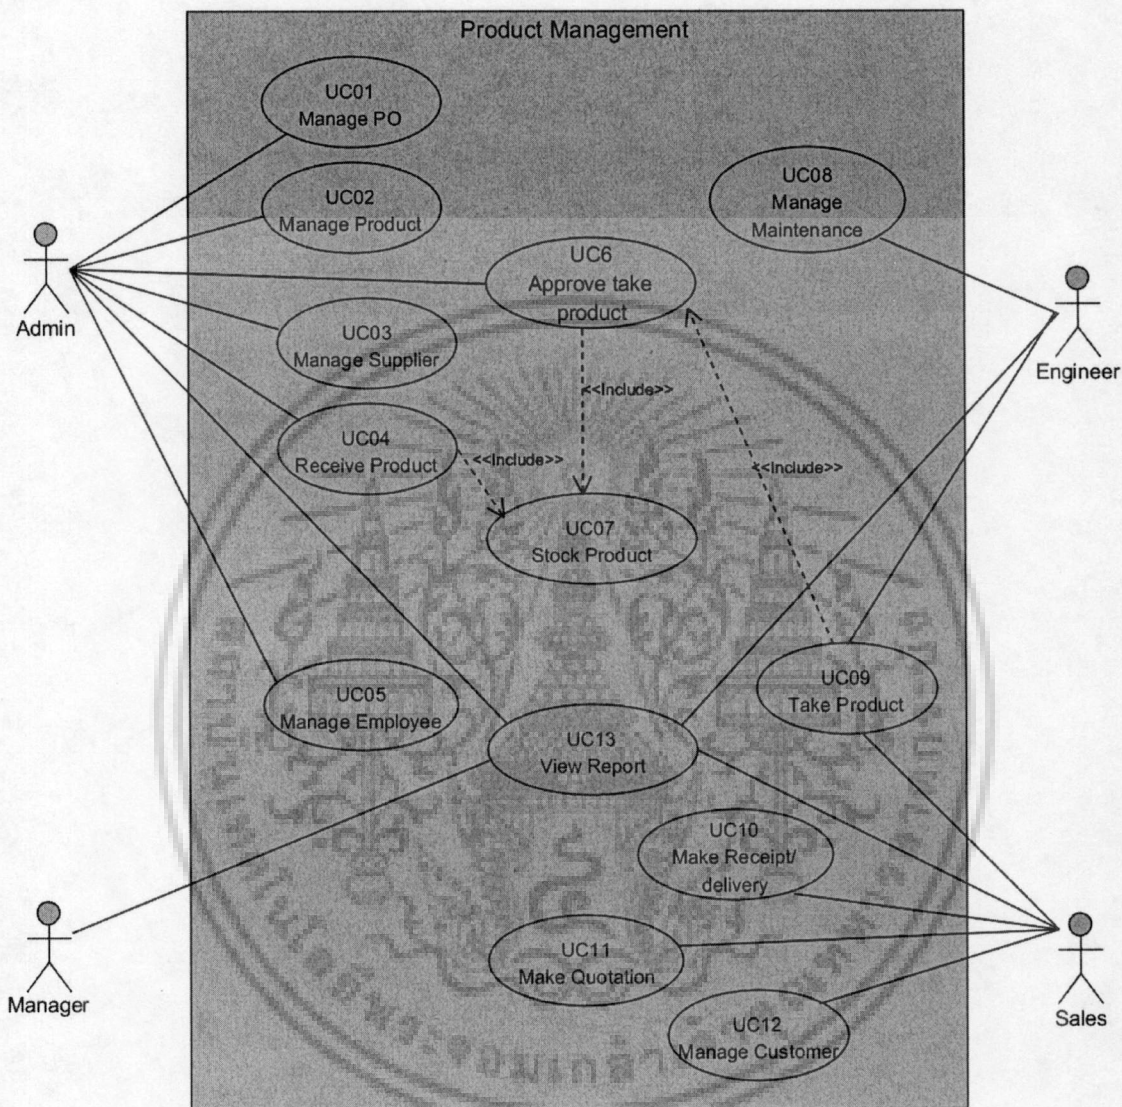 Product Management
UC01
Manage PO
UC02
Manage Product
UC08
Manage
Maintenance
UC6
Approve take
product
Admin
UC03
Manage Supplier
Engineer
<<Include>>
UC04
Receive Product
<<Include>>
<<Include>>
UC07
Stock Product
UC05
Manage Employee
UC09
Take Product
UC13
View Report
UC10
Make Receipt/
delivery
UC11
Make Quotation
Manager
Sales
UC12
Manage Customer